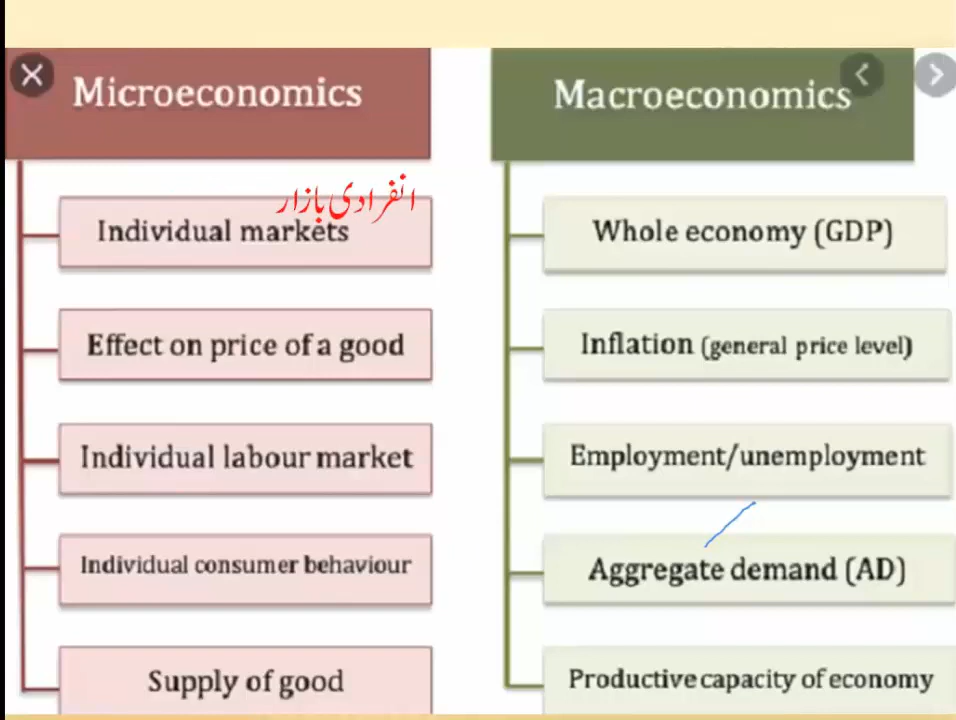 Microeconomics
انفرادی بازار
Individual markets
Effect on price of a good
Individual labour market
Individual consumer behaviour
Supply of good
Macroeconomics
Whole economy (GDP)
Inflation (general price level)
Employment/unemployment
Aggregate demand (AD)
Productive capacity of economy